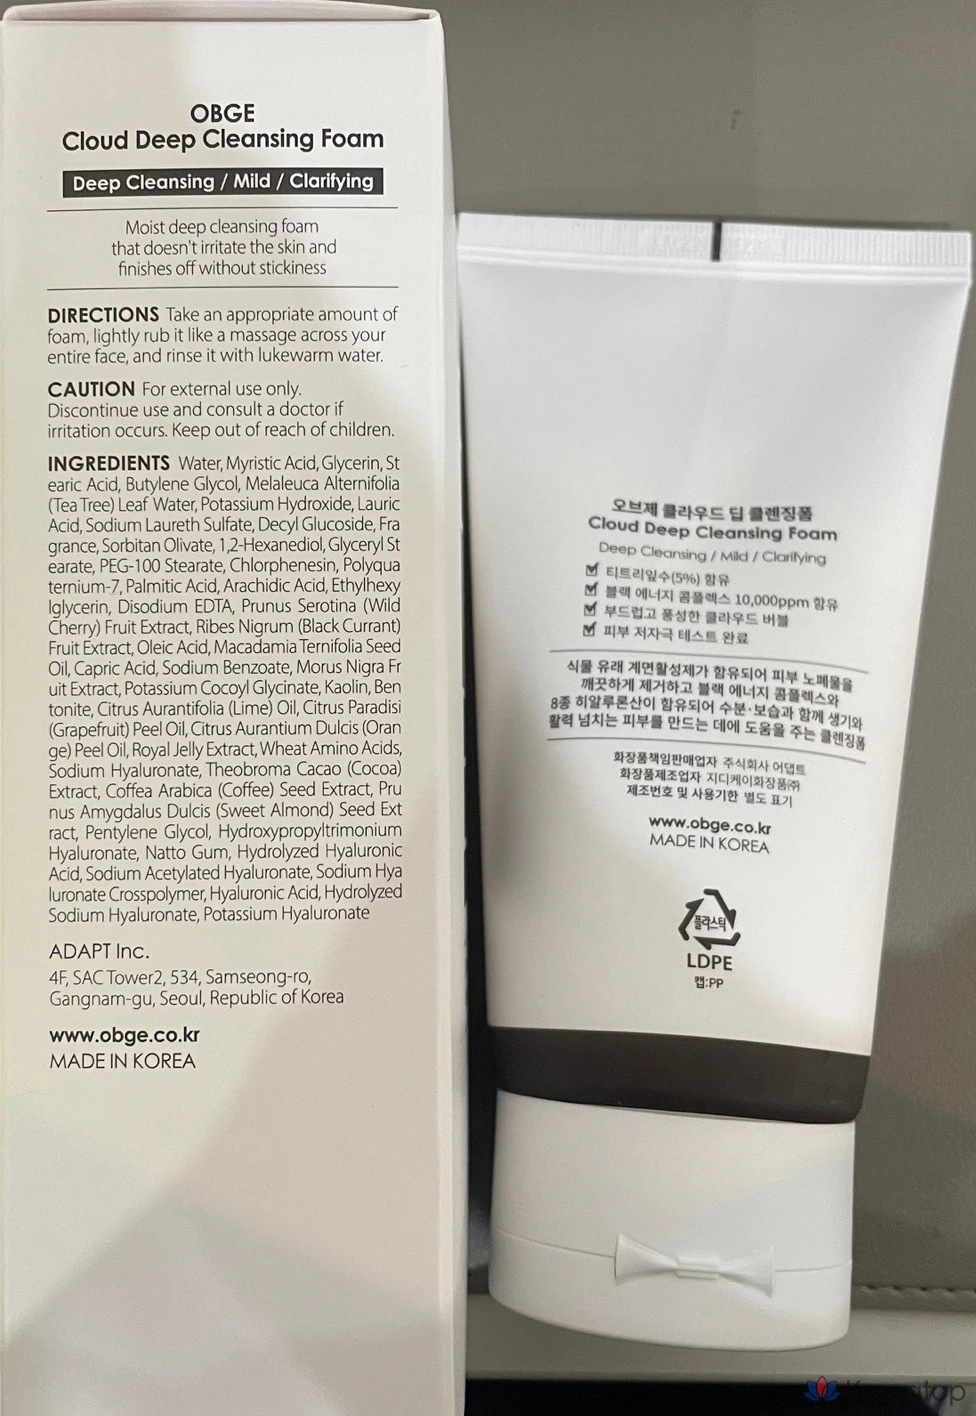 OBGE
Cloud Deep Cleansing Foam
Deep Cleansing / Mild / Clarifying
Moist deep cleansing foam
that doesn't irritate the skin and
finishes off without stickiness
DIRECTIONS Take an appropriate amount of
foam, lightly rub it like a massage across your
entire face, and rinse it with lukewarm water.
CAUTION For external use only.
Discontinue use and consult a doctor if
irritation occurs. Keep out of reach of children.
INGREDIENTS Water, Myristic Acid, Glycerin, St
earic Acid, Butylene Glycol, Melaleuca Alternifolia
(Tea Tree) Leaf Water, Potassium Hydroxide, Lauric
Acid, Sodium Laureth Sulfate, Decyl Glucoside, Fra
grance, Sorbitan Olivate, 1,2-Hexanediol, Glyceryl St
earate, PEG-100 Stearate, Chlorphenesin, Polyqua
ternium-7, Palmitic Acid, Arachidic Acid, Ethylhexy
lglycerin, Disodium EDTA, Prunus Serotina (Wild
Cherry) Fruit Extract, Ribes Nigrum (Black Currant)
Fruit Extract, Oleic Acid, Macadamia Ternifolia Seed
Oil, Capric Acid, Sodium Benzoate, Morus Nigra Fr
uit Extract, Potassium Cocoyl Glycinate, Kaolin, Ben
tonite, Citrus Aurantifolia (Lime) Oil, Citrus Paradisi
(Grapefruit) Peel Oil, Citrus Aurantium Dulcis (Oran
ge) Peel Oil, Royal Jelly Extract, Wheat Amino Acids,
Sodium Hyaluronate, Theobroma Cacao (Cocoa)
Extract, Coffea Arabica (Coffee) Seed Extract, Pru
nus Amygdalus Dulcis (Sweet Almond) Seed Ext
ract, Pentylene Glycol, Hydroxypropyltrimonium
Hyaluronate, Natto Gum, Hydrolyzed Hyaluronic
Acid, Sodium Acetylated Hyaluronate, Sodium Hya
luronate Crosspolymer, Hyaluronic Acid, Hydrolyzed
Sodium Hyaluronate, Potassium Hyaluronate
ADAPT Inc.
4F, SAC Tower2, 534, Samseong-ro,
Gangnam-gu, Seoul, Republic of Korea
www.obge.co.kr
MADE IN KOREA
오브제 클라우드 딥 클렌징폼
Cloud Deep Cleansing Foam
Deep Cleansing / Mild / Clarifying
티트리잎수(5%) 함유
블랙 에너지 콤플렉스 10,000ppm 함유
부드럽고 풍성한 클라우드 버블
피부 저자극 테스트 완료
식물 유래 계면활성제가 함유되어 피부 노폐물을
깨끗하게 제거하고 블랙 에너지 콤플렉스와
8종 히알루론산이 함유되어 수분·보습과 함께 생기와
활력 넘치는 피부를 만드는 데에 도움을 주는 클렌징폼
화장품책임판매업자 주식회사 어댑트
화장품제조업자 지디케이화장품㈜
제조번호 및 사용기한 별도 표기
www.obge.co.kr
MADE IN KOREA
플라스틱
LDPE
캡:PP